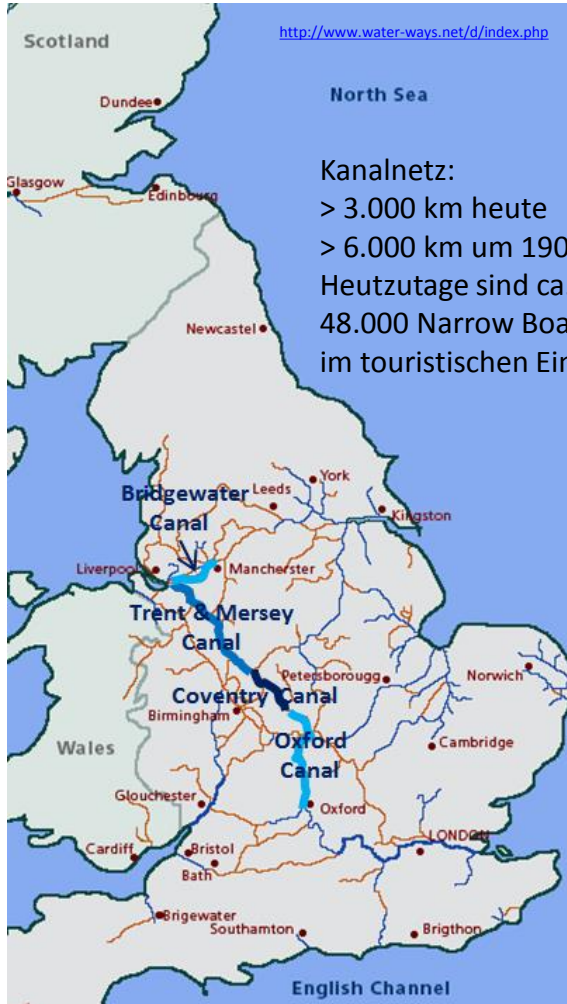 Scotland
http://www.water-ways.net/d/index.php
North Sea
Dundee
Kanalnetz:
> 3.000 km heute
> 6.000 km um 190
Heutzutage sind ca.
48.000 Narrow Boa
im touristischen Ein
Glasgow
Edinbourg
Newcastel
York
Leeds
Bridgewater
Canal
Kingston
Liverpool
Mancherster
Trent & Mersey
Canal
Petersborougg
Norwich
Coventry Canal
Birmingham
Oxford
Canal
Cambridge
Wales
Glouchester
Oxford
LONDON
Cardiff
Bristol
Bath
Brigewater
Southamton
Brigthon
English Channel